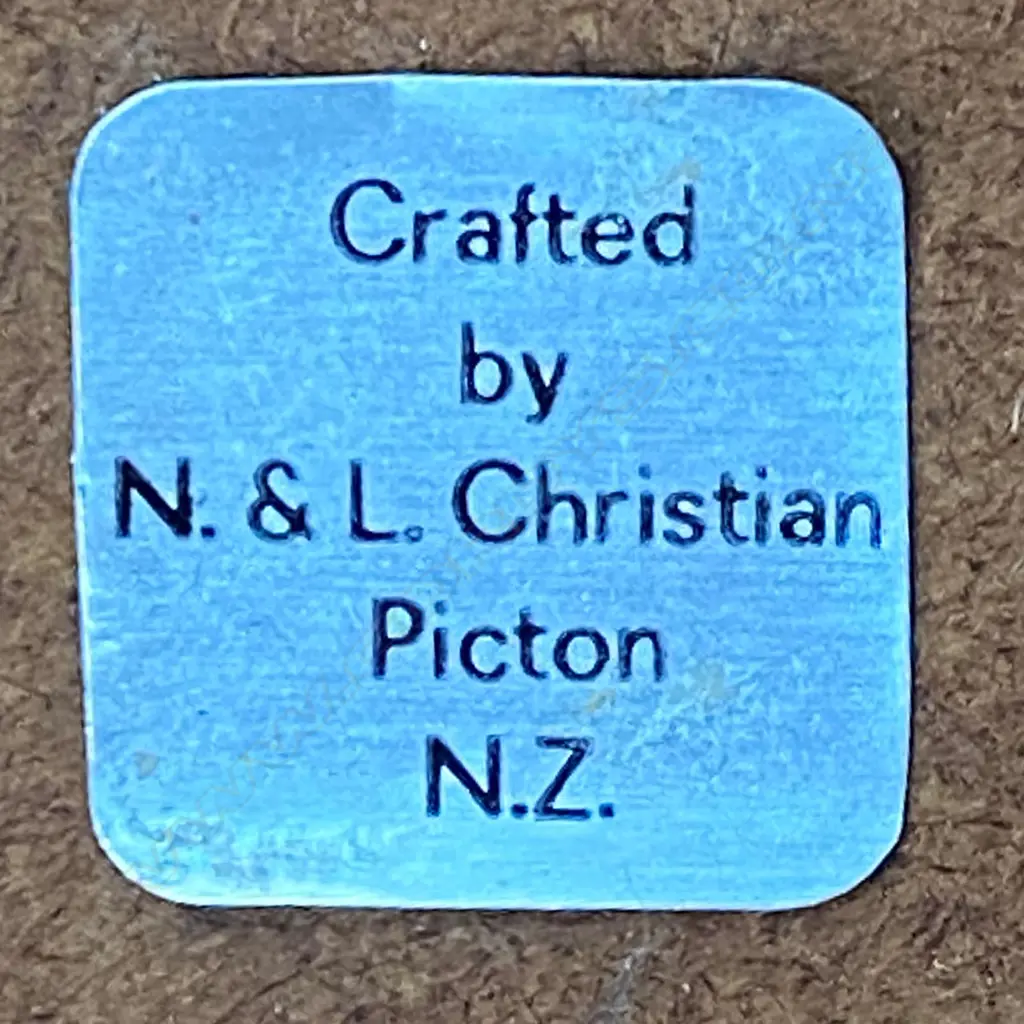 Crafted
by
N. & L. Christian
Picton
N.Z.